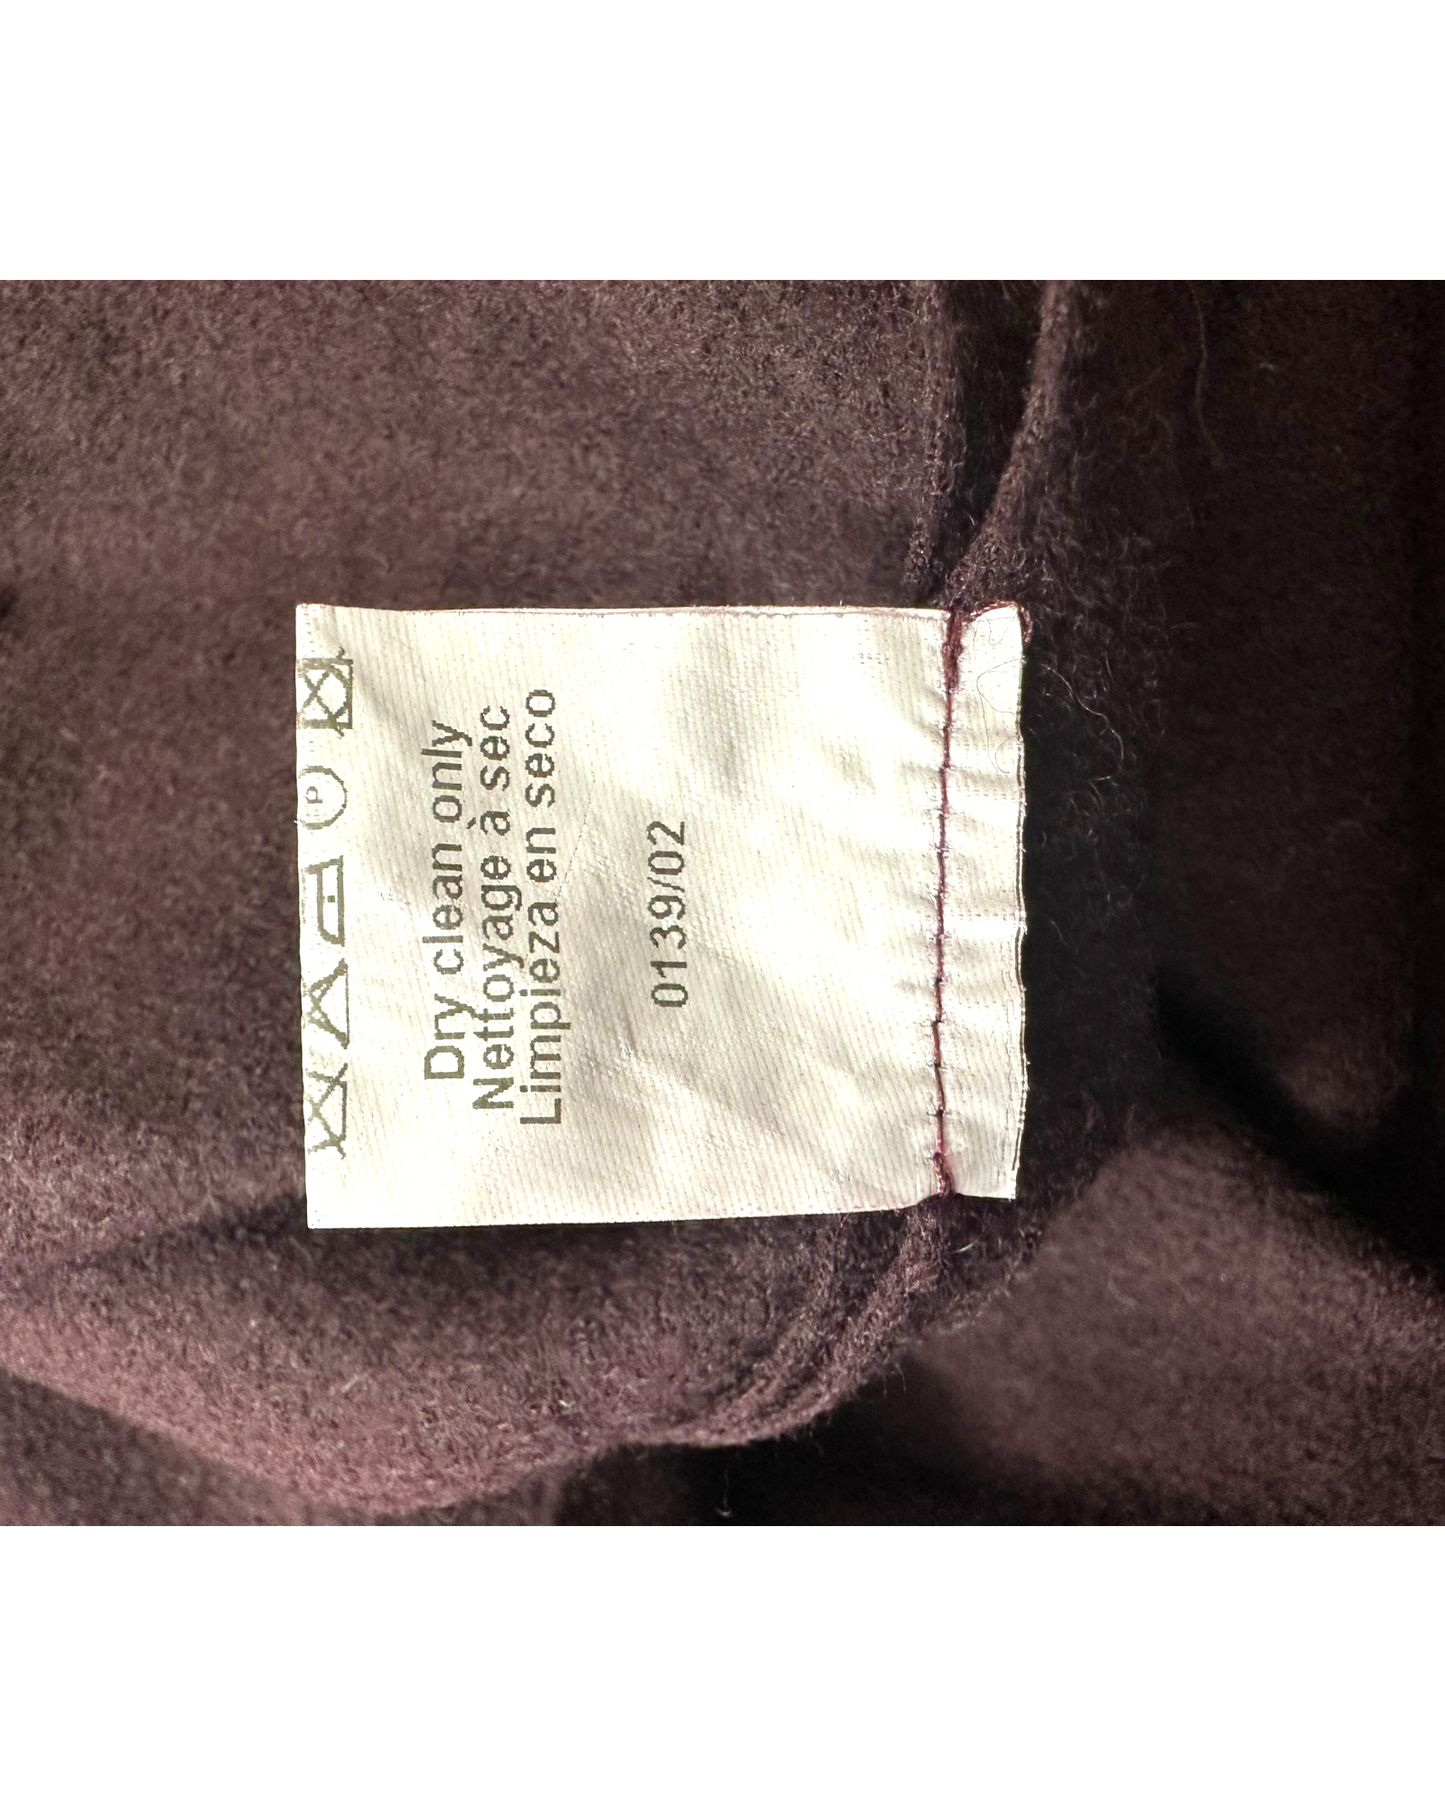 Dry clean only
Nettoyage à sec
Limpieza en seco
0139/02